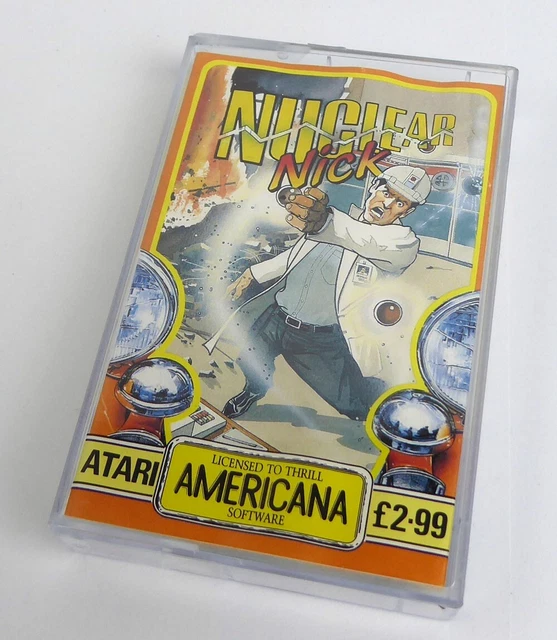 NUCLEAR
Nick
ATARI
LICENSED TO THRILL
AMERICANA
SOFTWARE
£2·99